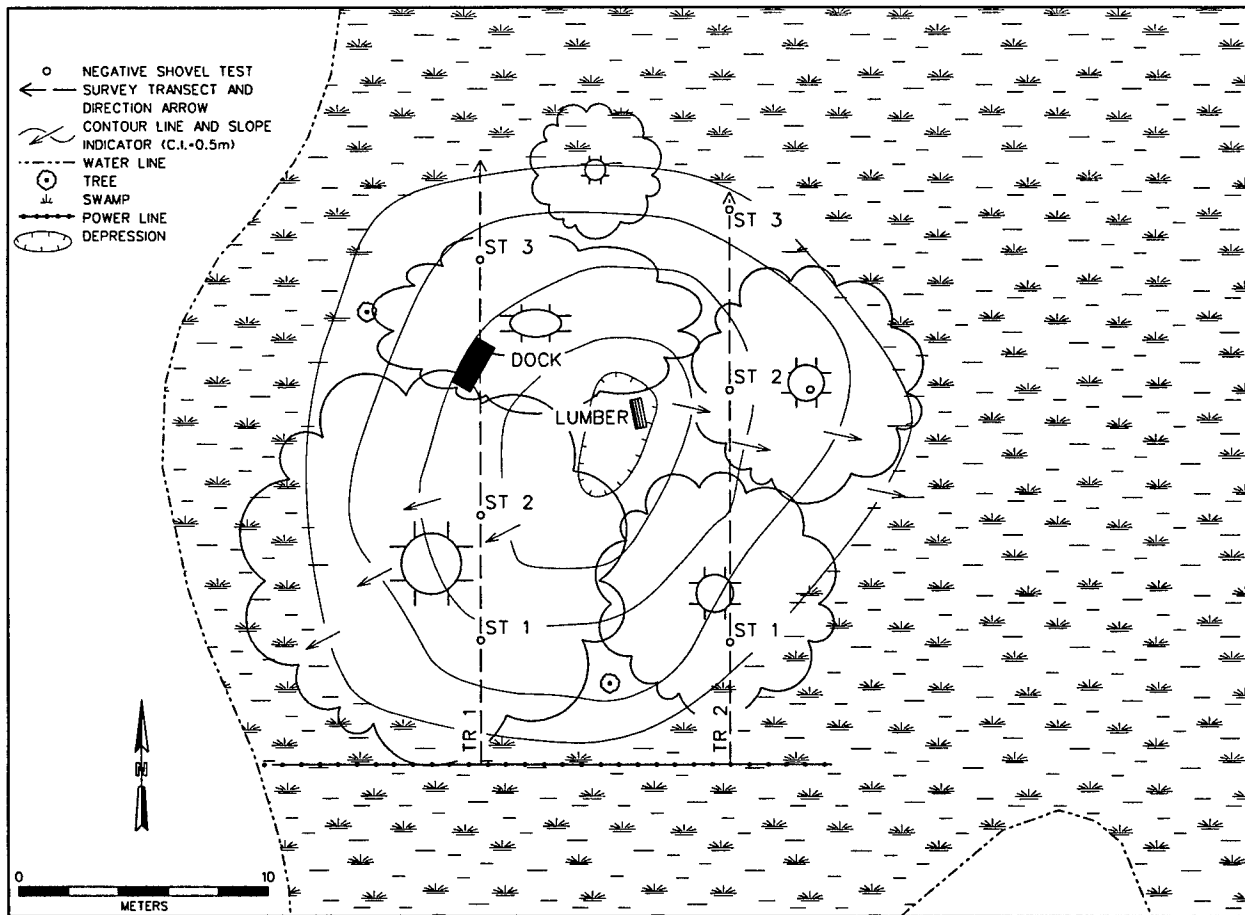 NEGATIVE SHOVEL TEST
SURVEY TRANSECT AND
DIRECTION ARROW
CONTOUR LINE AND SLOPE
INDICATOR (C.I.=0.5m)
WATER LINE
TREE
SWAMP
POWER LINE
DEPRESSION
ST 3
ST 3
DOCK
ST 2
LUMBER
ST 2
ST 1
ST 1
TR 1
TR 2
N
0 10
METERS